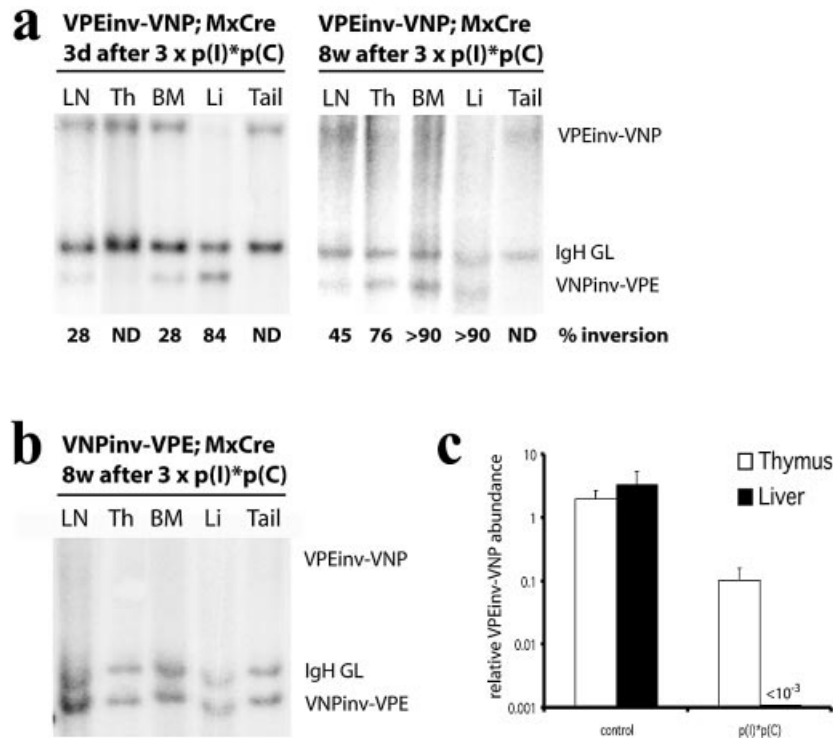 a
VPEinv-VNP; MxCre
3d after 3 x p(I)*p(C)
LN Th BM Li Tail
28 ND 28 84 ND
VPEinv-VNP; MxCre
8w after 3 x p(I)*p(C)
LN Th BM Li Tail
VPEinv-VNP
IgH GL
VNPinv-VPE
45 76 >90 >90 ND % inversion
b
VNPinv-VPE; MxCre
8w after 3 x p(I)*p(C)
LN Th BM Li Tail
VPEinv-VNP
IgH GL
VNPinv-VPE
c
relative VPEinv-VNP abundance
10
1
0.1
0.01
0.001
Thymus
Liver
<10-3
control p(I)*p(C)